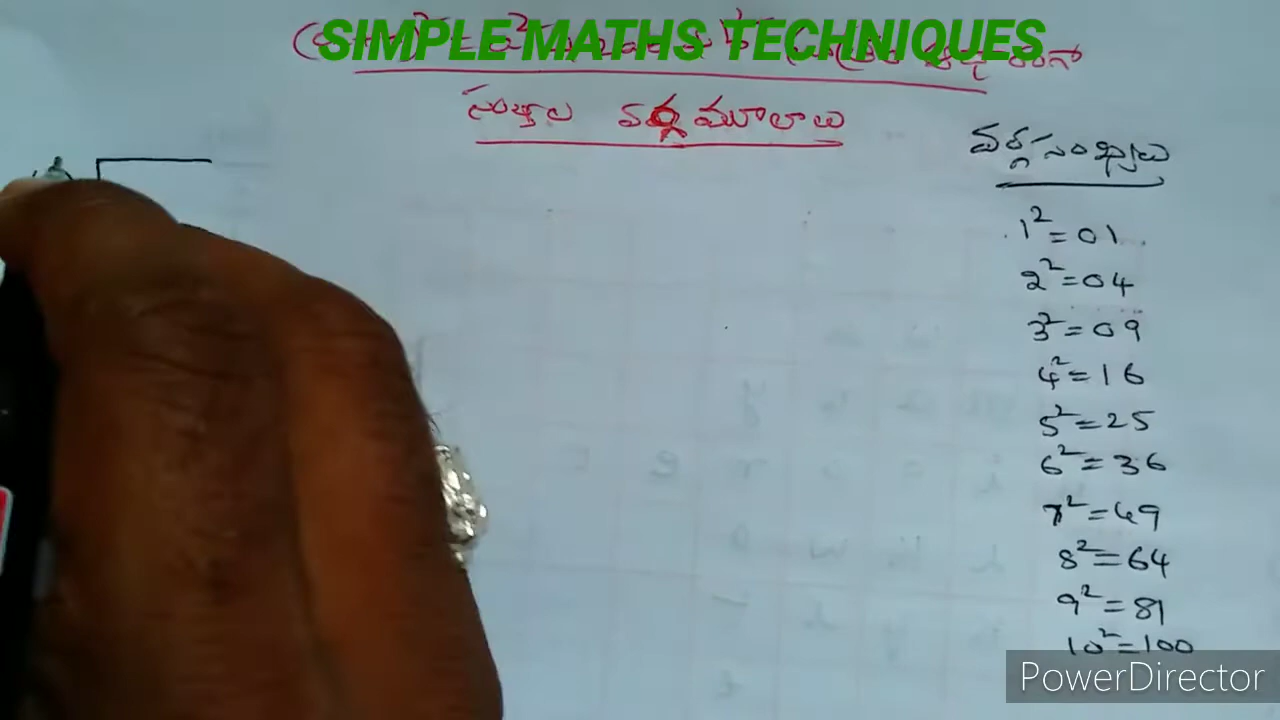 SIMPLE MATHS TECHNIQUES
సంఖ్యల వర్గమూలాలు
వర్గసంఖ్యలు
1²=01
2²=04
3²=09
4²=16
5²=25
6²=36
7²=49
8²=64
9²=81
10²=100
PowerDirector